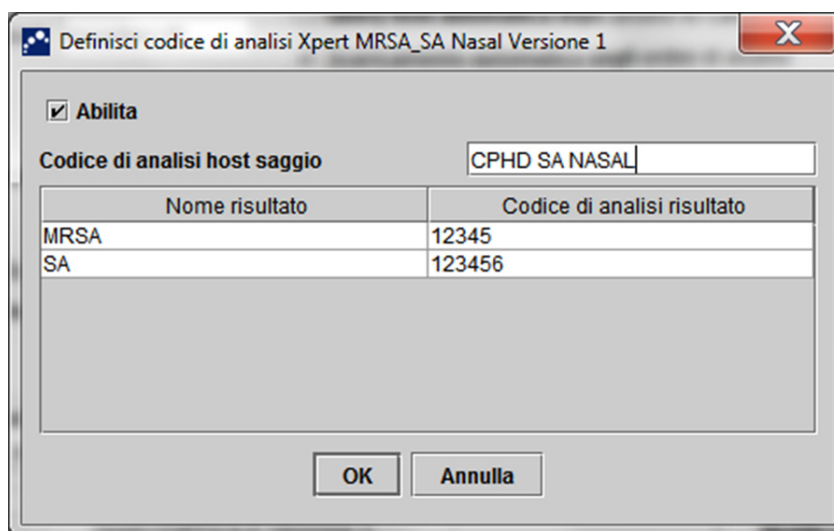 Definisci codice di analisi Xpert MRSA_SA Nasal Versione 1
Abilita
Codice di analisi host saggio CPHD SA NASAL
Nome risultato Codice di analisi risultato
MRSA 12345
SA 123456
OK Annulla